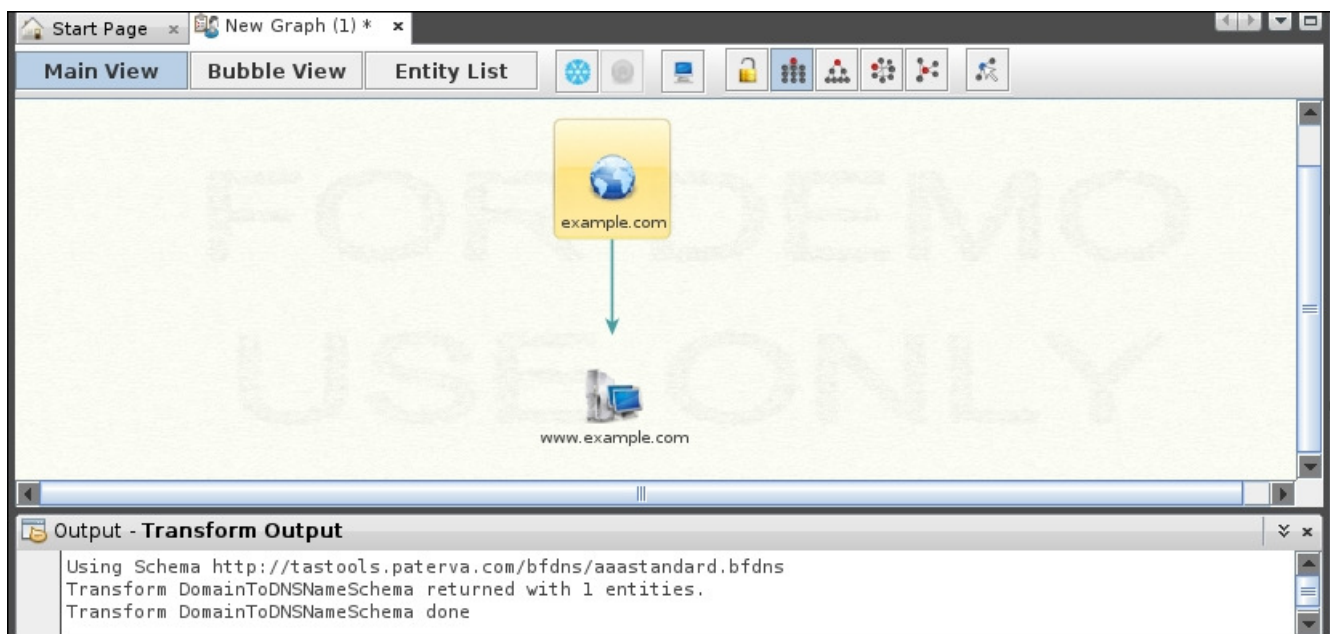 Start Page New Graph (1) *
Main View Bubble View Entity List
FOR DEMO
USE ONLY
example.com
www.example.com
Output - Transform Output
Using Schema http://tastools.paterva.com/bfdns/aaastandard.bfdns
Transform DomainToDNSNameSchema returned with 1 entities.
Transform DomainToDNSNameSchema done